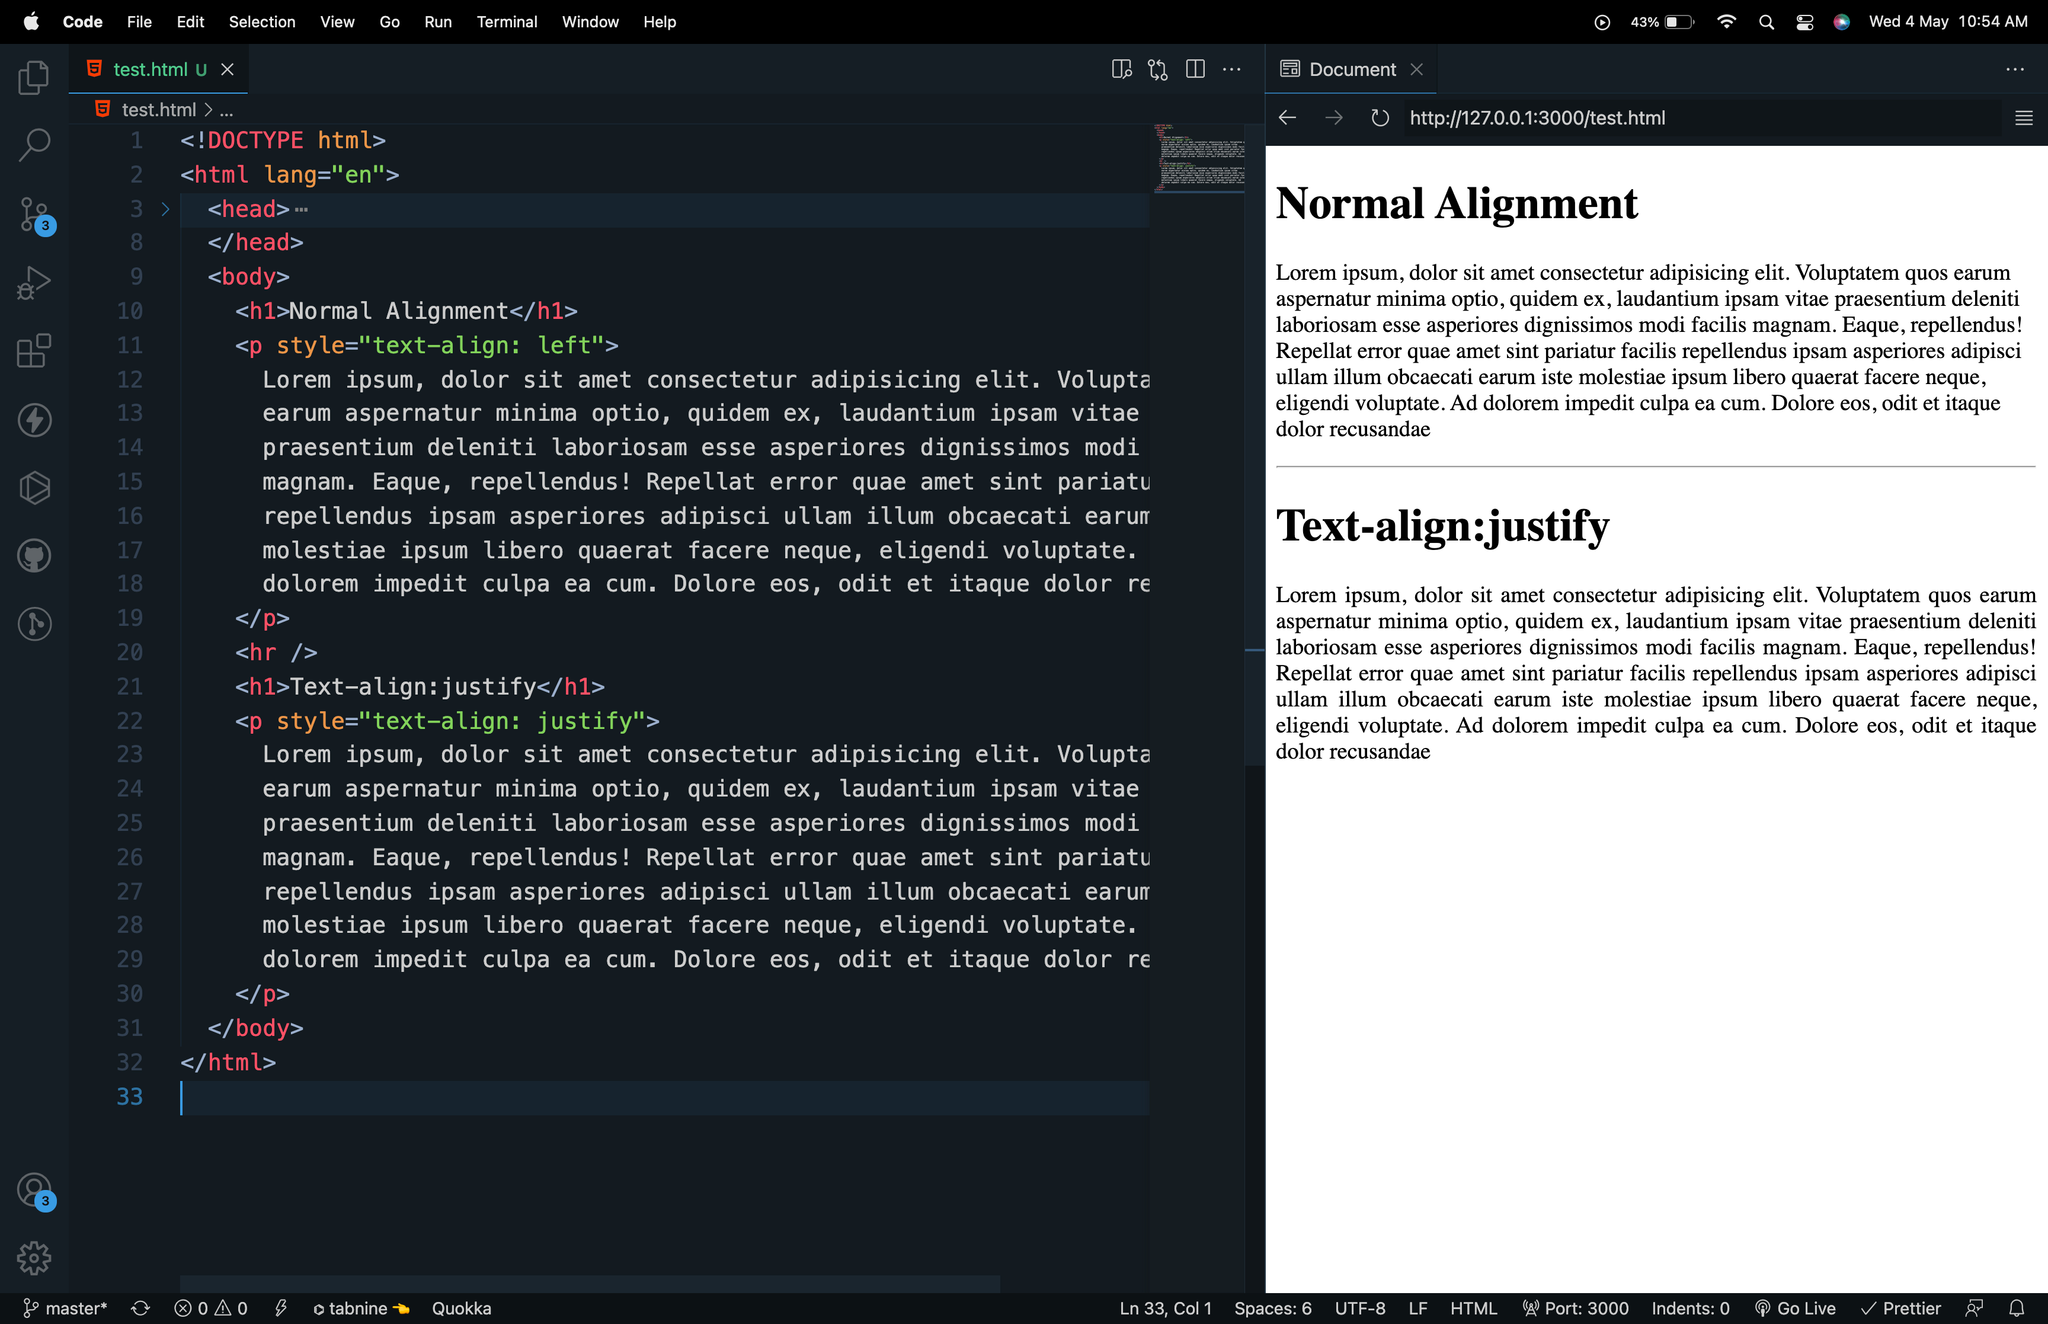 Code File Edit Selection View Go Run Terminal Window Help 43% Wed 4 May 10:54 AM
test.html U
test.html > ...
1 <!DOCTYPE html>
2 <html lang="en">
3 <head>
8 </head>
9 <body>
10 <h1>Normal Alignment</h1>
11 <p style="text-align: left">
12 Lorem ipsum, dolor sit amet consectetur adipisicing elit. Volupta
13 earum aspernatur minima optio, quidem ex, laudantium ipsam vitae
14 praesentium deleniti laboriosam esse asperiores dignissimos modi
15 magnam. Eaque, repellendus! Repellat error quae amet sint pariatu
16 repellendus ipsam asperiores adipisci ullam illum obcaecati earum
17 molestiae ipsum libero quaerat facere neque, eligendi voluptate.
18 dolorem impedit culpa ea cum. Dolore eos, odit et itaque dolor re
19 </p>
20 <hr />
21 <h1>Text-align:justify</h1>
22 <p style="text-align: justify">
23 Lorem ipsum, dolor sit amet consectetur adipisicing elit. Volupta
24 earum aspernatur minima optio, quidem ex, laudantium ipsam vitae
25 praesentium deleniti laboriosam esse asperiores dignissimos modi
26 magnam. Eaque, repellendus! Repellat error quae amet sint pariatu
27 repellendus ipsam asperiores adipisci ullam illum obcaecati earum
28 molestiae ipsum libero quaerat facere neque, eligendi voluptate.
29 dolorem impedit culpa ea cum. Dolore eos, odit et itaque dolor re
30 </p>
31 </body>
32 </html>
33
3
3
Document
http://127.0.0.1:3000/test.html
Normal Alignment
Lorem ipsum, dolor sit amet consectetur adipisicing elit. Voluptatem quos earum
aspernatur minima optio, quidem ex, laudantium ipsam vitae praesentium deleniti
laboriosam esse asperiores dignissimos modi facilis magnam. Eaque, repellendus!
Repellat error quae amet sint pariatur facilis repellendus ipsam asperiores adipisci
ullam illum obcaecati earum iste molestiae ipsum libero quaerat facere neque,
eligendi voluptate. Ad dolorem impedit culpa ea cum. Dolore eos, odit et itaque
dolor recusandae
Text-align:justify
Lorem ipsum, dolor sit amet consectetur adipisicing elit. Voluptatem quos earum
aspernatur minima optio, quidem ex, laudantium ipsam vitae praesentium deleniti
laboriosam esse asperiores dignissimos modi facilis magnam. Eaque, repellendus!
Repellat error quae amet sint pariatur facilis repellendus ipsam asperiores adipisci
ullam illum obcaecati earum iste molestiae ipsum libero quaerat facere neque,
eligendi voluptate. Ad dolorem impedit culpa ea cum. Dolore eos, odit et itaque
dolor recusandae
master* 0 0 tabnine Quokka Ln 33, Col 1 Spaces: 6 UTF-8 LF HTML Port: 3000 Indents: 0 Go Live Prettier